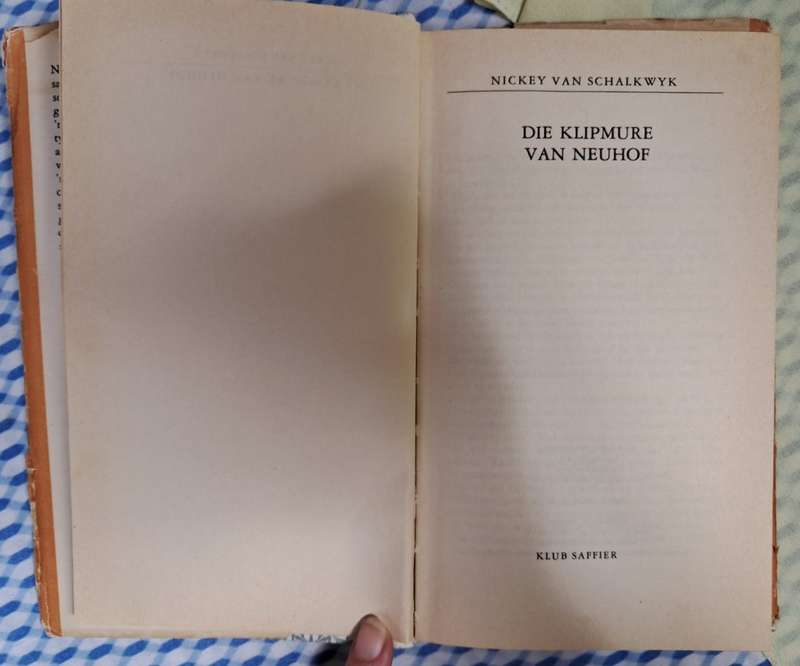 NICKEY VAN SCHALKWYK
DIE KLIPMURE
VAN NEUHOF
KLUB SAFFIER